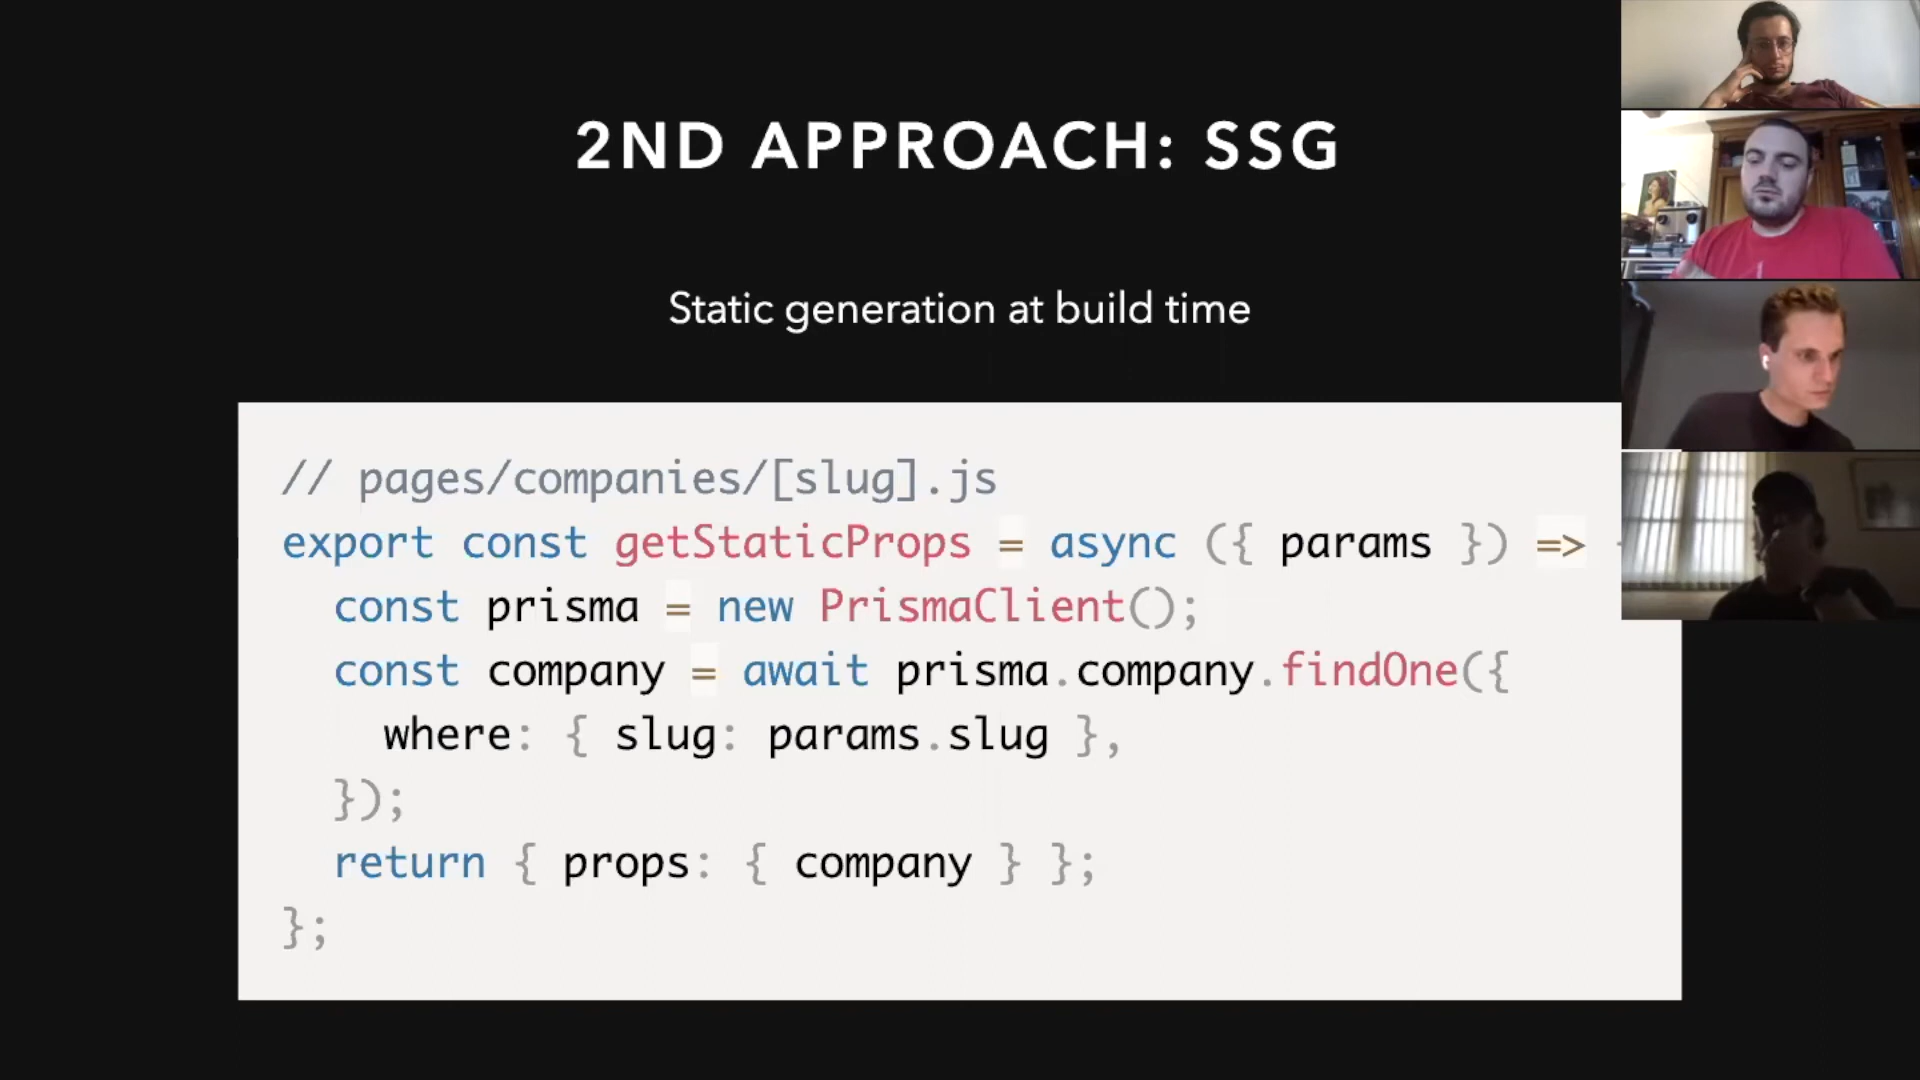 2ND APPROACH: SSG
Static generation at build time
// pages/companies/[slug].js
export const getStaticProps = async ({ params }) =>
const prisma = new PrismaClient();
const company = await prisma.company.findOne({
where: { slug: params.slug },
});
return { props: { company } };
};